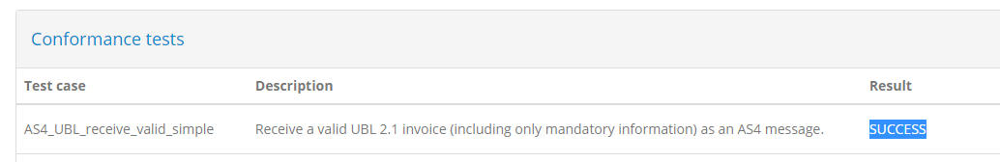 Conformance tests
Test case Description Result
AS4_UBL_receive_valid_simple Receive a valid UBL 2.1 invoice (including only mandatory information) as an AS4 message. SUCCESS